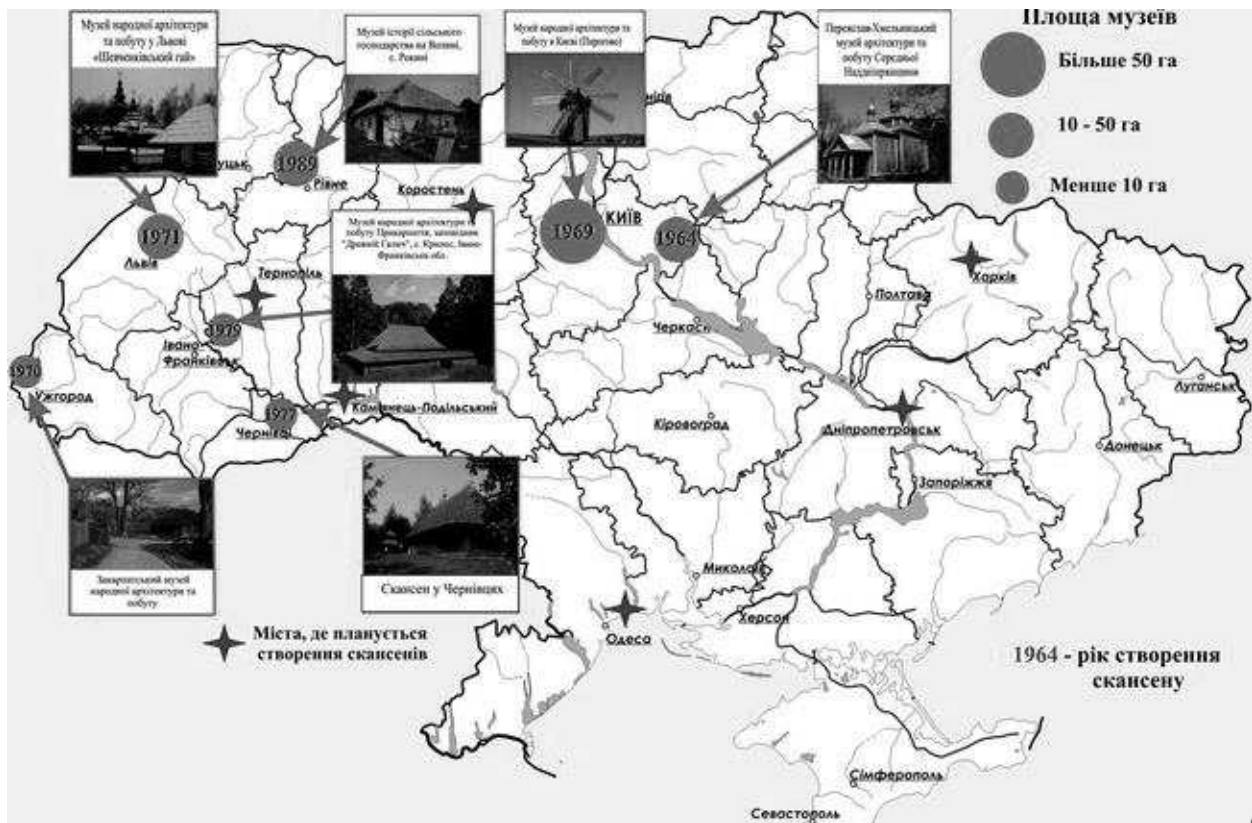 Музей народної архітектури
та побуту у Львові
«Шевченківський гай»
Музей історії сільського
господарства на Волині,
с. Рокині
Музей народної архітектури та
побуту в Києві (Пирогово)
Переяслав-Хмельницький
музей архітектури та
побуту Середньої
Наддніпрянщини
Площа музеїв
Більше 50 га
10 - 50 га
Менше 10 га
1989
Рівне
Коростень
1971
Львів
Музей народної архітектури та
побуту Прикарпаття, заповідник
"Древній Галич", с. Крилос, Івано-
Франківська обл.
КИЇВ
1969
1964
Харків
Тернопіль
Полтава
1979
Івано-
Франківськ
Черкаси
1970
Ужгород
Луганськ
1977
Кам'янець-Подільський
Чернівці
Кіровоград
Дніпропетровськ
Донецьк
Запоріжжя
Закарпатський музей
народної архітектури та
побуту
Скансен у Чернівцях
Миколаїв
Херсон
Одеса
Міста, де планується
створення скансенів
1964 - рік створення
скансену
Сімферополь
Севастополь